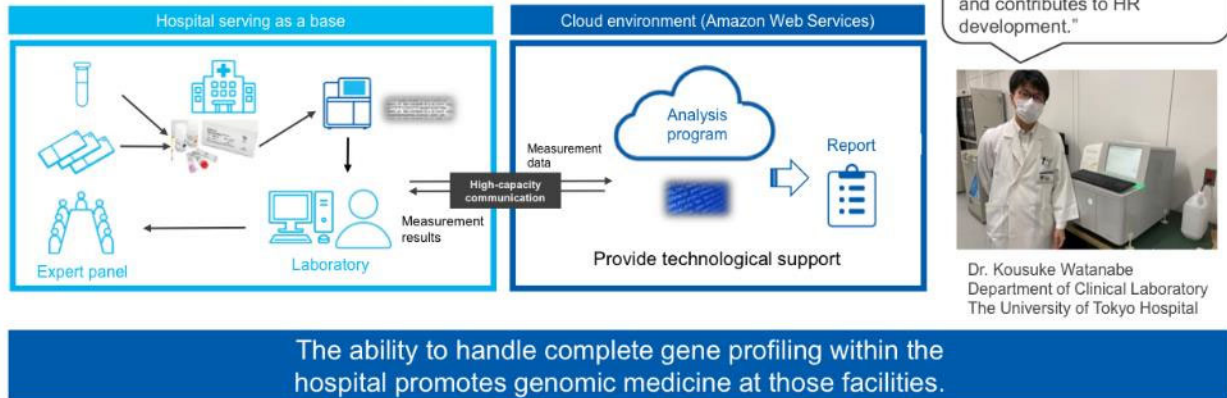 Hospital serving as a base
Expert panel
Laboratory
Measurement
results
Measurement
data
High-capacity
communication
Cloud environment (Amazon Web Services)
Analysis
program
Report
Provide technological support
and contributes to HR
development.”
Dr. Kousuke Watanabe
Department of Clinical Laboratory
The University of Tokyo Hospital
The ability to handle complete gene profiling within the
hospital promotes genomic medicine at those facilities.